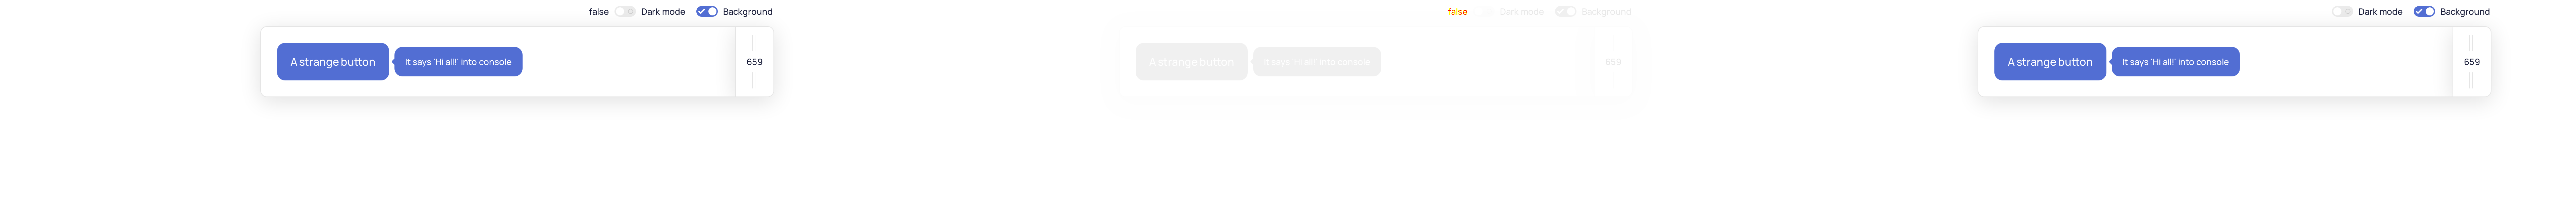 false Dark mode Background
A strange button It says 'Hi all!' into console 659
false Dark mode Background
A strange button It says 'Hi all!' into console 659
Dark mode Background
A strange button It says 'Hi all!' into console 659